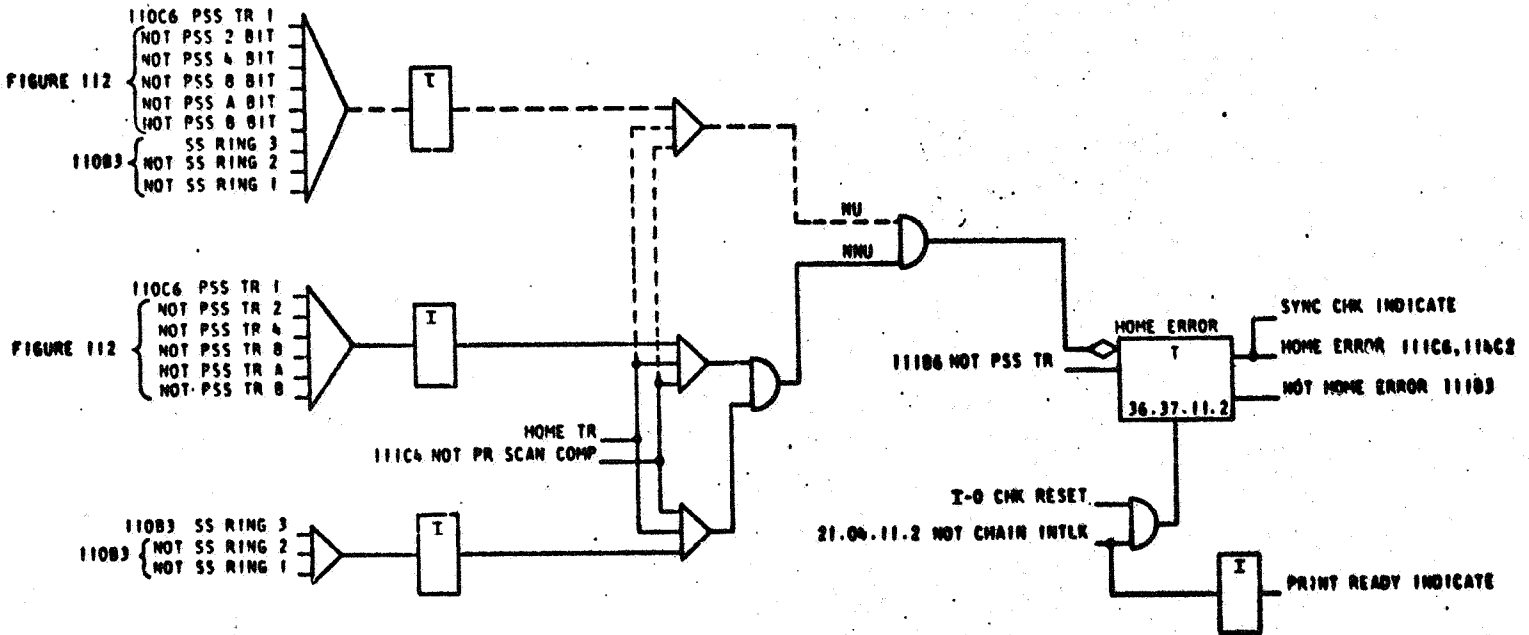 110C6 PSS TR 1
NOT PSS 2 BIT
NOT PSS 4 BIT
FIGURE 112 NOT PSS 8 BIT
NOT PSS A BIT
NOT PSS B BIT
SS RING 3
110B3 NOT SS RING 2
NOT SS RING 1
I
NU
NNU
110C6 PSS TR 1
NOT PSS TR 2
NOT PSS TR 4
FIGURE 112 NOT PSS TR 8
NOT PSS TR A
NOT PSS TR B
I
HOME TR
111C4 NOT PR SCAN COMP
110B3 SS RING 3
110B3 NOT SS RING 2
NOT SS RING 1
I
HOME ERROR
T
36.37.11.2
111B6 NOT PSS TR
SYNC CHK INDICATE
HOME ERROR 111C6, 114C2
NOT HOME ERROR 111B3
I-O CHK RESET
21.04.11.2 NOT CHAIN INTLK
I
PRINT READY INDICATE